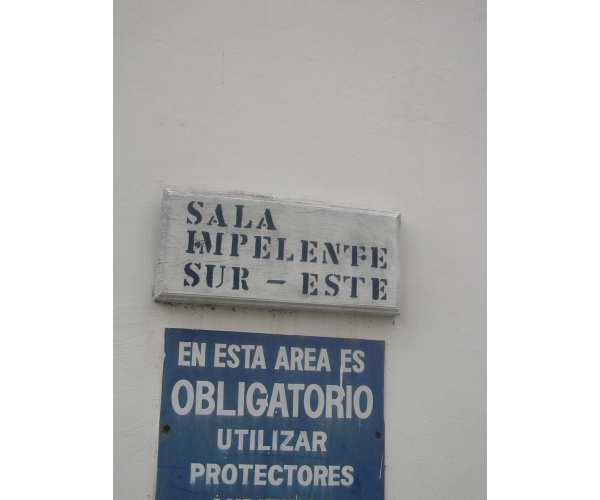 SALA
IMPELENTE
SUR - ESTE
EN ESTA AREA ES
OBLIGATORIO
UTILIZAR
PROTECTORES